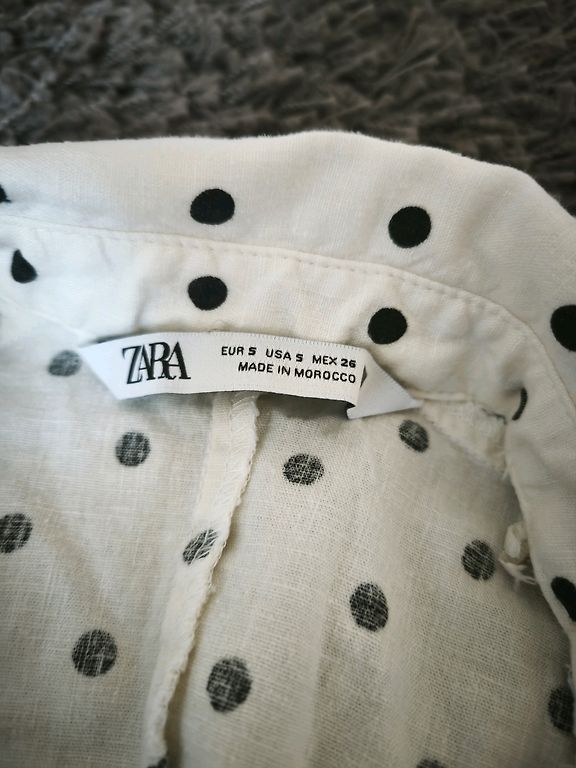 ZARA
EUR S USA S MEX 26
MADE IN MOROCCO